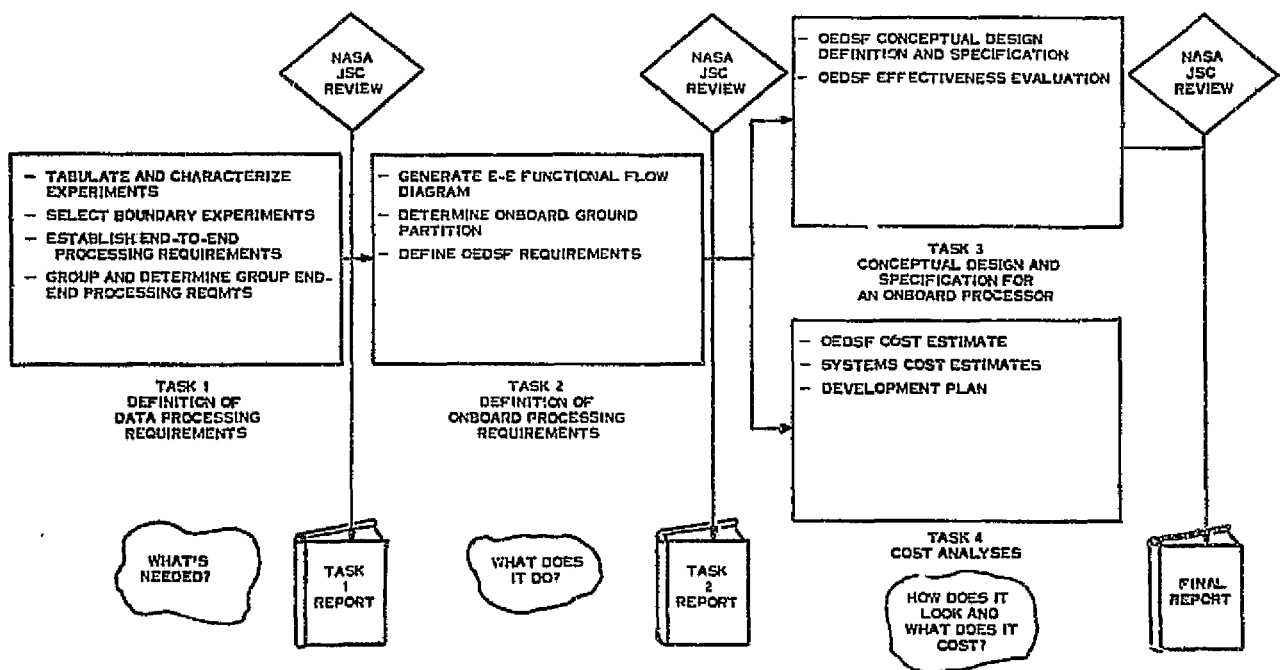 NASA
JSC
REVIEW
– TABULATE AND CHARACTERIZE
EXPERIMENTS
– SELECT BOUNDARY EXPERIMENTS
– ESTABLISH END-TO-END
PROCESSING REQUIREMENTS
– GROUP AND DETERMINE GROUP END-
END PROCESSING REQMTS
TASK 1
DEFINITION OF
DATA PROCESSING
REQUIREMENTS
WHAT'S
NEEDED?
TASK
1
REPORT
NASA
JSC
REVIEW
– GENERATE E-E FUNCTIONAL FLOW
DIAGRAM
– DETERMINE ONBOARD GROUND
PARTITION
– DEFINE OEDSF REQUIREMENTS
TASK 2
DEFINITION OF
ONBOARD PROCESSING
REQUIREMENTS
WHAT DOES
IT DO?
TASK
2
REPORT
– OEDSF CONCEPTUAL DESIGN
DEFINITION AND SPECIFICATION
– OEDSF EFFECTIVENESS EVALUATION
TASK 3
CONCEPTUAL DESIGN AND
SPECIFICATION FOR
AN ONBOARD PROCESSOR
– OEDSF COST ESTIMATE
– SYSTEMS COST ESTIMATES
– DEVELOPMENT PLAN
TASK 4
COST ANALYSES
HOW DOES IT
LOOK AND
WHAT DOES IT
COST?
NASA
JSC
REVIEW
FINAL
REPORT